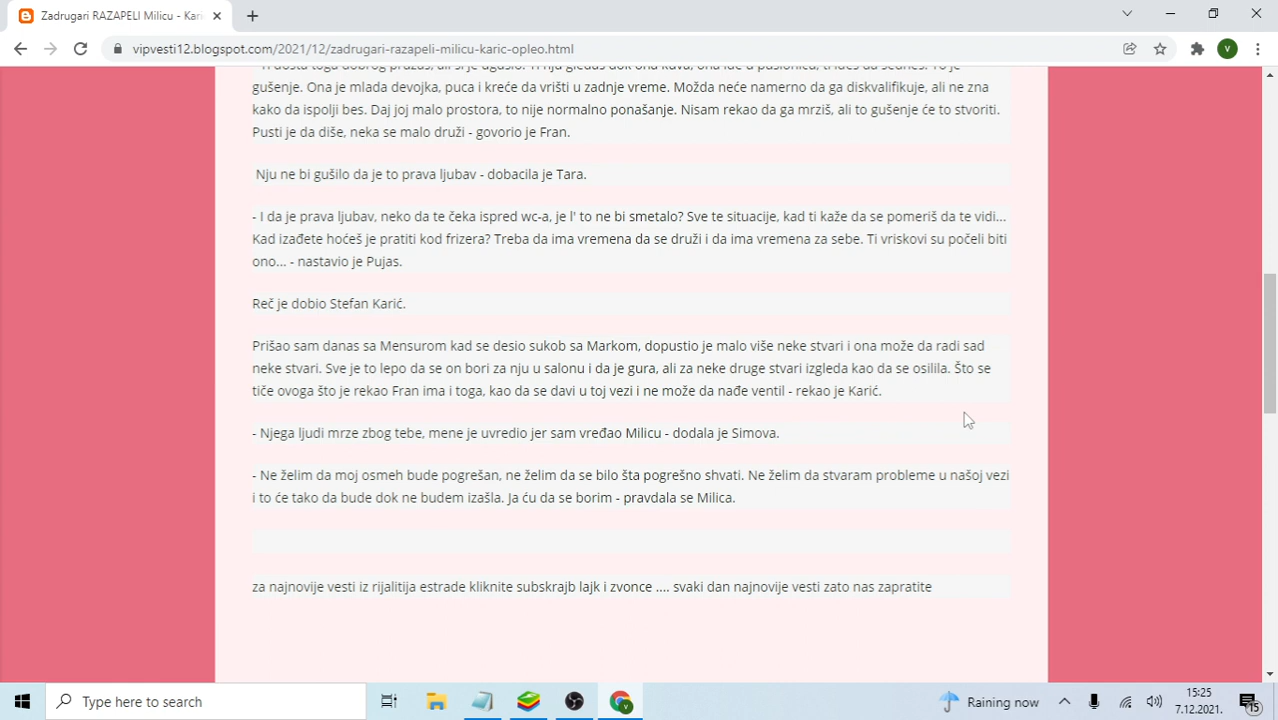 Zadrugari RAZAPELI Milicu - Kari
vipvesti12.blogspot.com/2021/12/zadrugari-razapeli-milicu-karic-opleo.html
V
gušenje. Ona je mlada devojka, puca i kreće da vrišti u zadnje vreme. Možda neće namerno da ga diskvalifikuje, ali ne zna
kako da ispolji bes. Daj joj malo prostora, to nije normalno ponašanje. Nisam rekao da ga mrziš, ali to gušenje će to stvoriti.
Pusti je da diše, neka se malo druži - govorio je Fran.
Nju ne bi gušilo da je to prava ljubav - dobacila je Tara.
- I da je prava ljubav, neko da te čeka ispred wc-a, je l' to ne bi smetalo? Sve te situacije, kad ti kaže da se pomeriš da te vidi...
Kad izađete hoćeš je pratiti kod frizera? Treba da ima vremena da se druži i da ima vremena za sebe. Ti vriskovi su počeli biti
ono... - nastavio je Pujas.
Reč je dobio Stefan Karić.
Prišao sam danas sa Mensurom kad se desio sukob sa Markom, dopustio je malo više neke stvari i ona može da radi sad
neke stvari. Sve je to lepo da se on bori za nju u salonu i da je gura, ali za neke druge stvari izgleda kao da se osilila. Što se
tiče ovoga što je rekao Fran ima i toga, kao da se davi u toj vezi i ne može da nađe ventil - rekao je Karić.
- Njega ljudi mrze zbog tebe, mene je uvredio jer sam vređao Milicu - dodala je Simova.
- Ne želim da moj osmeh bude pogrešan, ne želim da se bilo šta pogrešno shvati. Ne želim da stvaram probleme u našoj vezi
i to će tako da bude dok ne budem izašla. Ja ću da se borim - pravdala se Milica.
za najnovije vesti iz rijalitija estrade kliknite subskrajb lajk i zvonce .... svaki dan najnovije vesti zato nas zapratite
Type here to search
Raining now
15:25
7.12.2021.
15